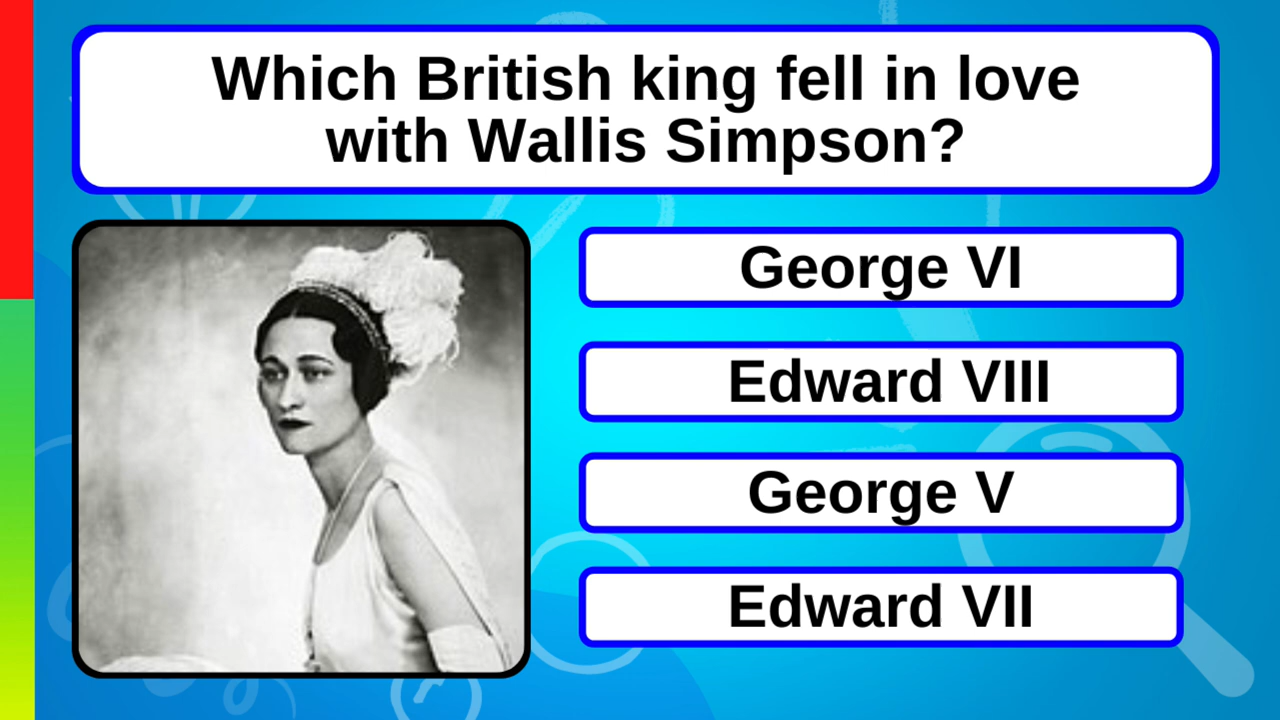 Which British king fell in love
with Wallis Simpson?
George VI
Edward VIII
George V
Edward VII